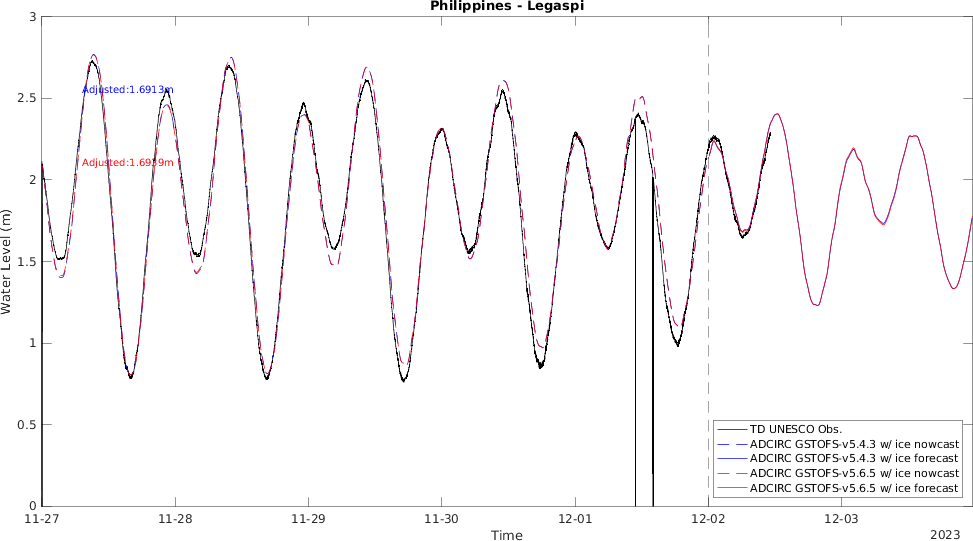 Philippines - Legaspi
3
2.5
2
1.5
1
0.5
0
Water Level (m)
Adjusted:1.6913m
Adjusted:1.6919m
TD UNESCO Obs.
ADCIRC GSTOFS-v5.4.3 w/ ice nowcast
ADCIRC GSTOFS-v5.4.3 w/ ice forecast
ADCIRC GSTOFS-v5.6.5 w/ ice nowcast
ADCIRC GSTOFS-v5.6.5 w/ ice forecast
11-27 11-28 11-29 11-30 12-01 12-02 12-03
Time
2023